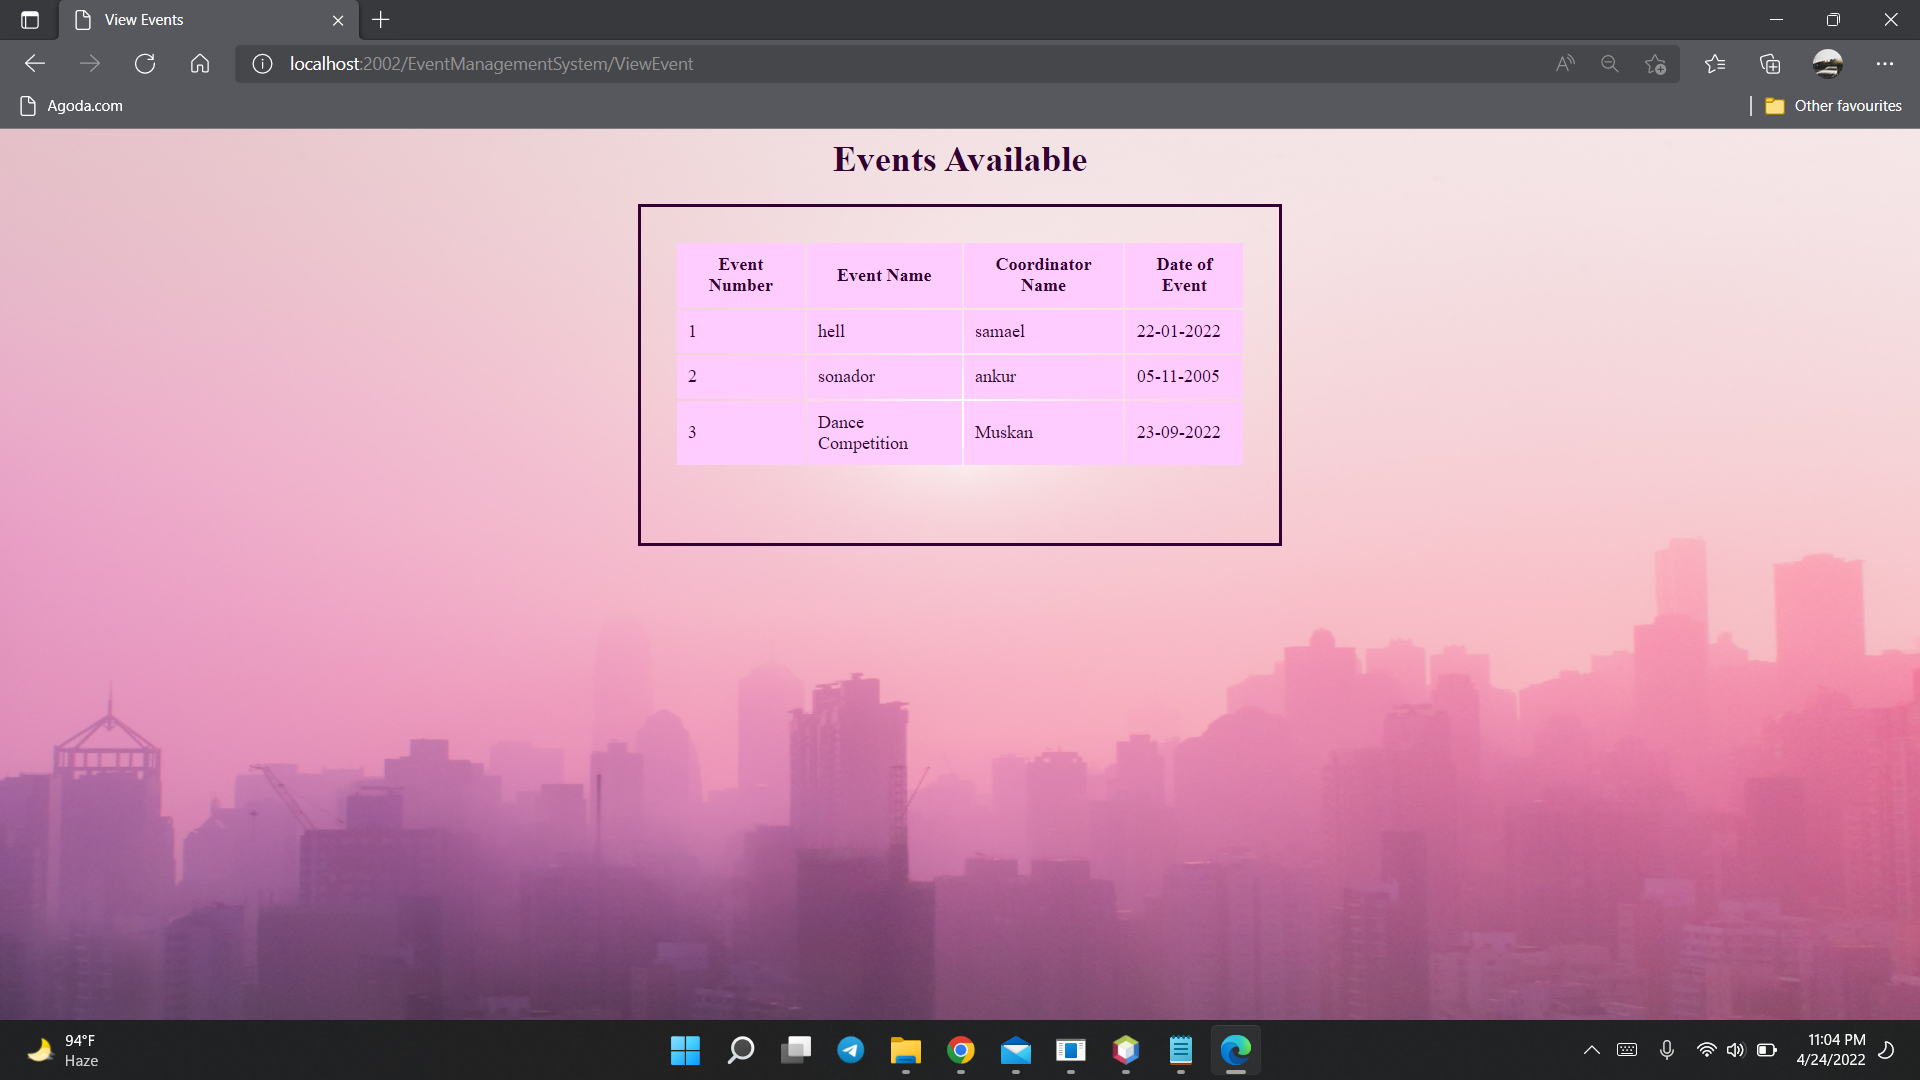 View Events
localhost:2002/EventManagementSystem/ViewEvent
Agoda.com
Other favourites
Events Available
Event Number
Event Name
Coordinator Name
Date of Event
1 hell samael 22-01-2022
2 sonador ankur 05-11-2005
3 Dance Competition Muskan 23-09-2022
94°F
Haze
11:04 PM
4/24/2022